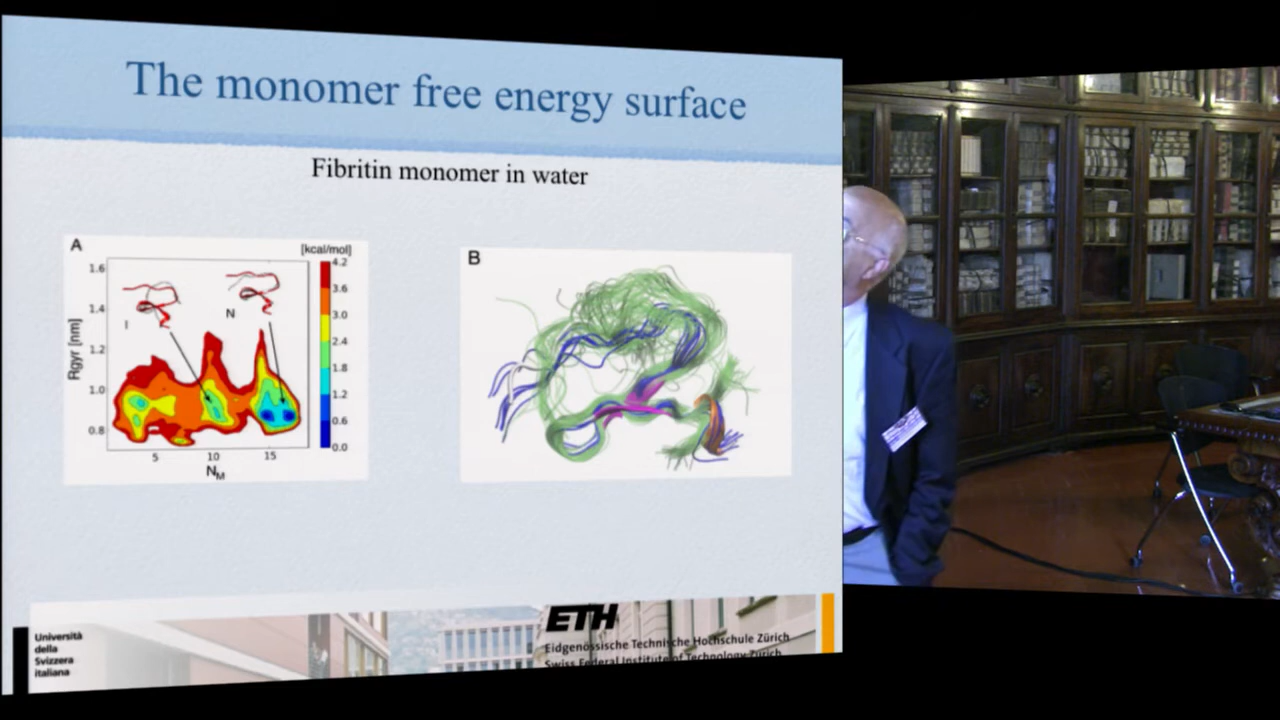 The monomer free energy surface
Fibritin monomer in water
A
[kcal/mol]
1.6
1.4
1.2
1.0
0.8
Rgyr [nm]
I
N
4.2
3.6
3.0
2.4
1.8
1.2
0.6
0.0
5
10
15
NM
B
Università
della
Svizzera
italiana
ETH
Eidgenössische Technische Hochschule Zürich
Swiss Federal Institute of Technology Zurich